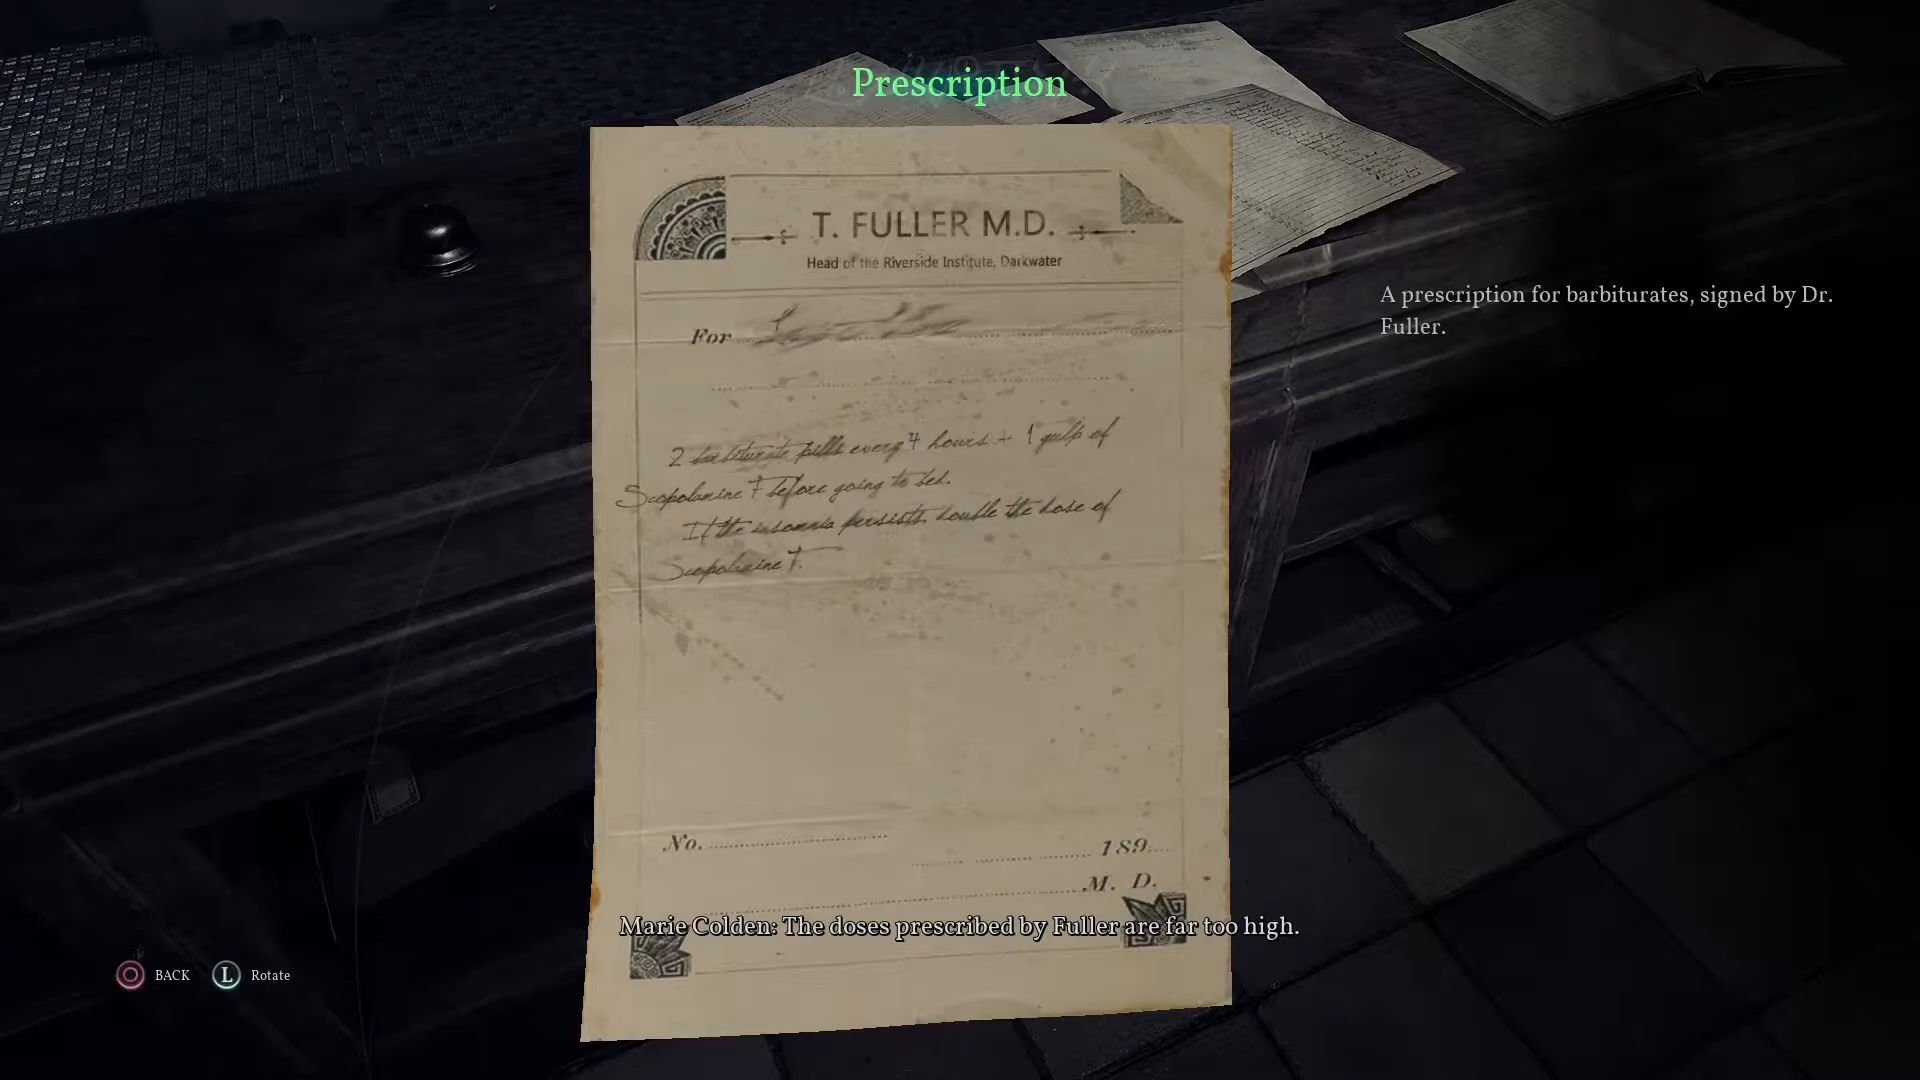 Prescription
T. FULLER M.D.
Head of the Riverside Institute, Darkwater
For
2 barbiturate pills every 4 hours + 1 gulp of
Scopolamine F before going to bed.
If the insomnia persists, double the dose of
Scopolamine F.
No.
189
M. D.
A prescription for barbiturates, signed by Dr.
Fuller.
Marie Colden: The doses prescribed by Fuller are far too high.
BACK
L Rotate